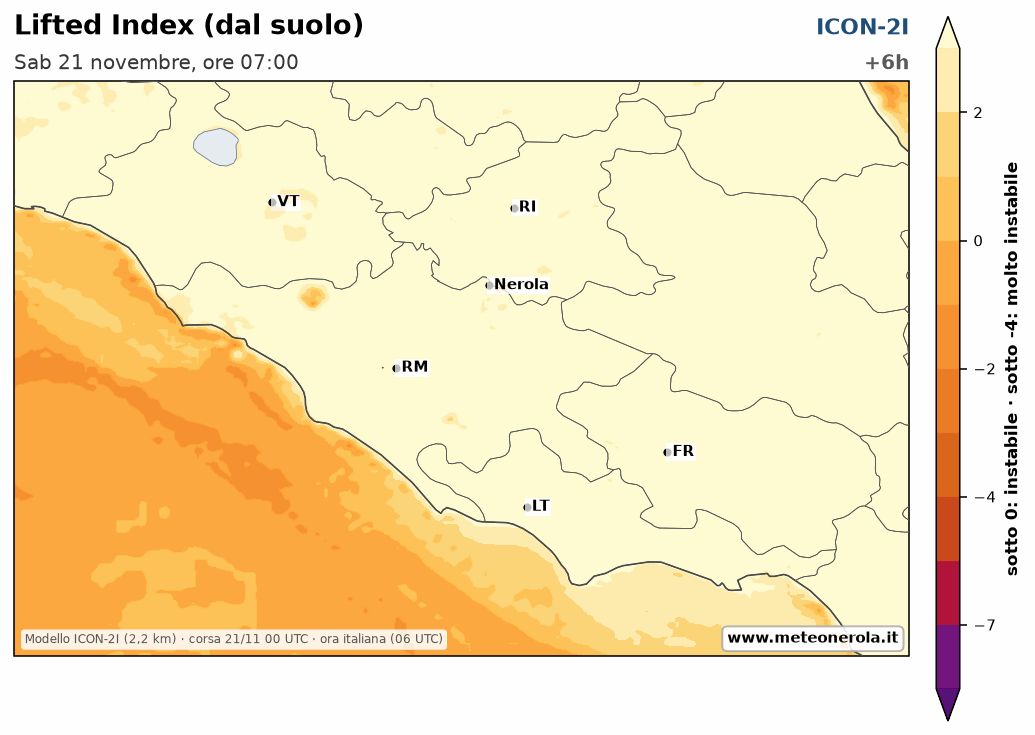 Lifted Index (dal suolo)
ICON-2I
Sab 21 novembre, ore 07:00
+6h
VT
RI
Nerola
RM
FR
LT
Modello ICON-2I (2,2 km) · corsa 21/11 00 UTC · ora italiana (06 UTC)
www.meteonerola.it
2
0
−2
−4
−7
sotto 0: instabile · sotto -4: molto instabile